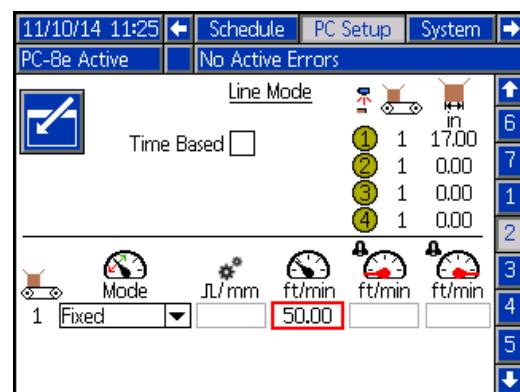 11/10/14 11:25 Schedule PC Setup System
PC-8e Active No Active Errors
Line Mode
in
Time Based
1 1 17.00
2 1 0.00
3 1 0.00
4 1 0.00
6
7
1
2
3
4
5
Mode /mm ft/min ft/min ft/min
1 Fixed 50.00